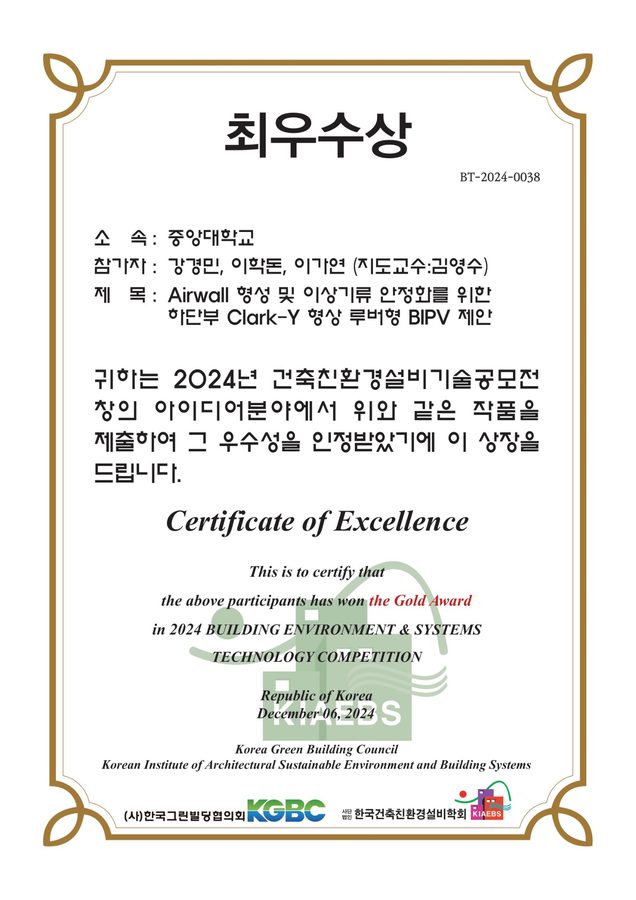 최우수상
BT-2024-0038
소 속 : 중앙대학교
참가자 : 강경민, 이학돈, 이가연 (지도교수:김영수)
제 목 : Airwall 형성 및 이상기류 안정화를 위한
하단부 Clark-Y 형상 루버형 BIPV 제안
귀하는 2024년 건축친환경설비기술공모전
창의 아이디어분야에서 위와 같은 작품을
제출하여 그 우수성을 인정받았기에 이 상장을
드립니다.
Certificate of Excellence
This is to certify that
the above participants has won the Gold Award
in 2024 BUILDING ENVIRONMENT & SYSTEMS
TECHNOLOGY COMPETITION
Republic of Korea
December 06, 2024
KIAEBS
Korea Green Building Council
Korean Institute of Architectural Sustainable Environment and Building Systems
(사)한국그린빌딩협의회 KGBC 사단법인 한국건축친환경설비학회 KIAEBS